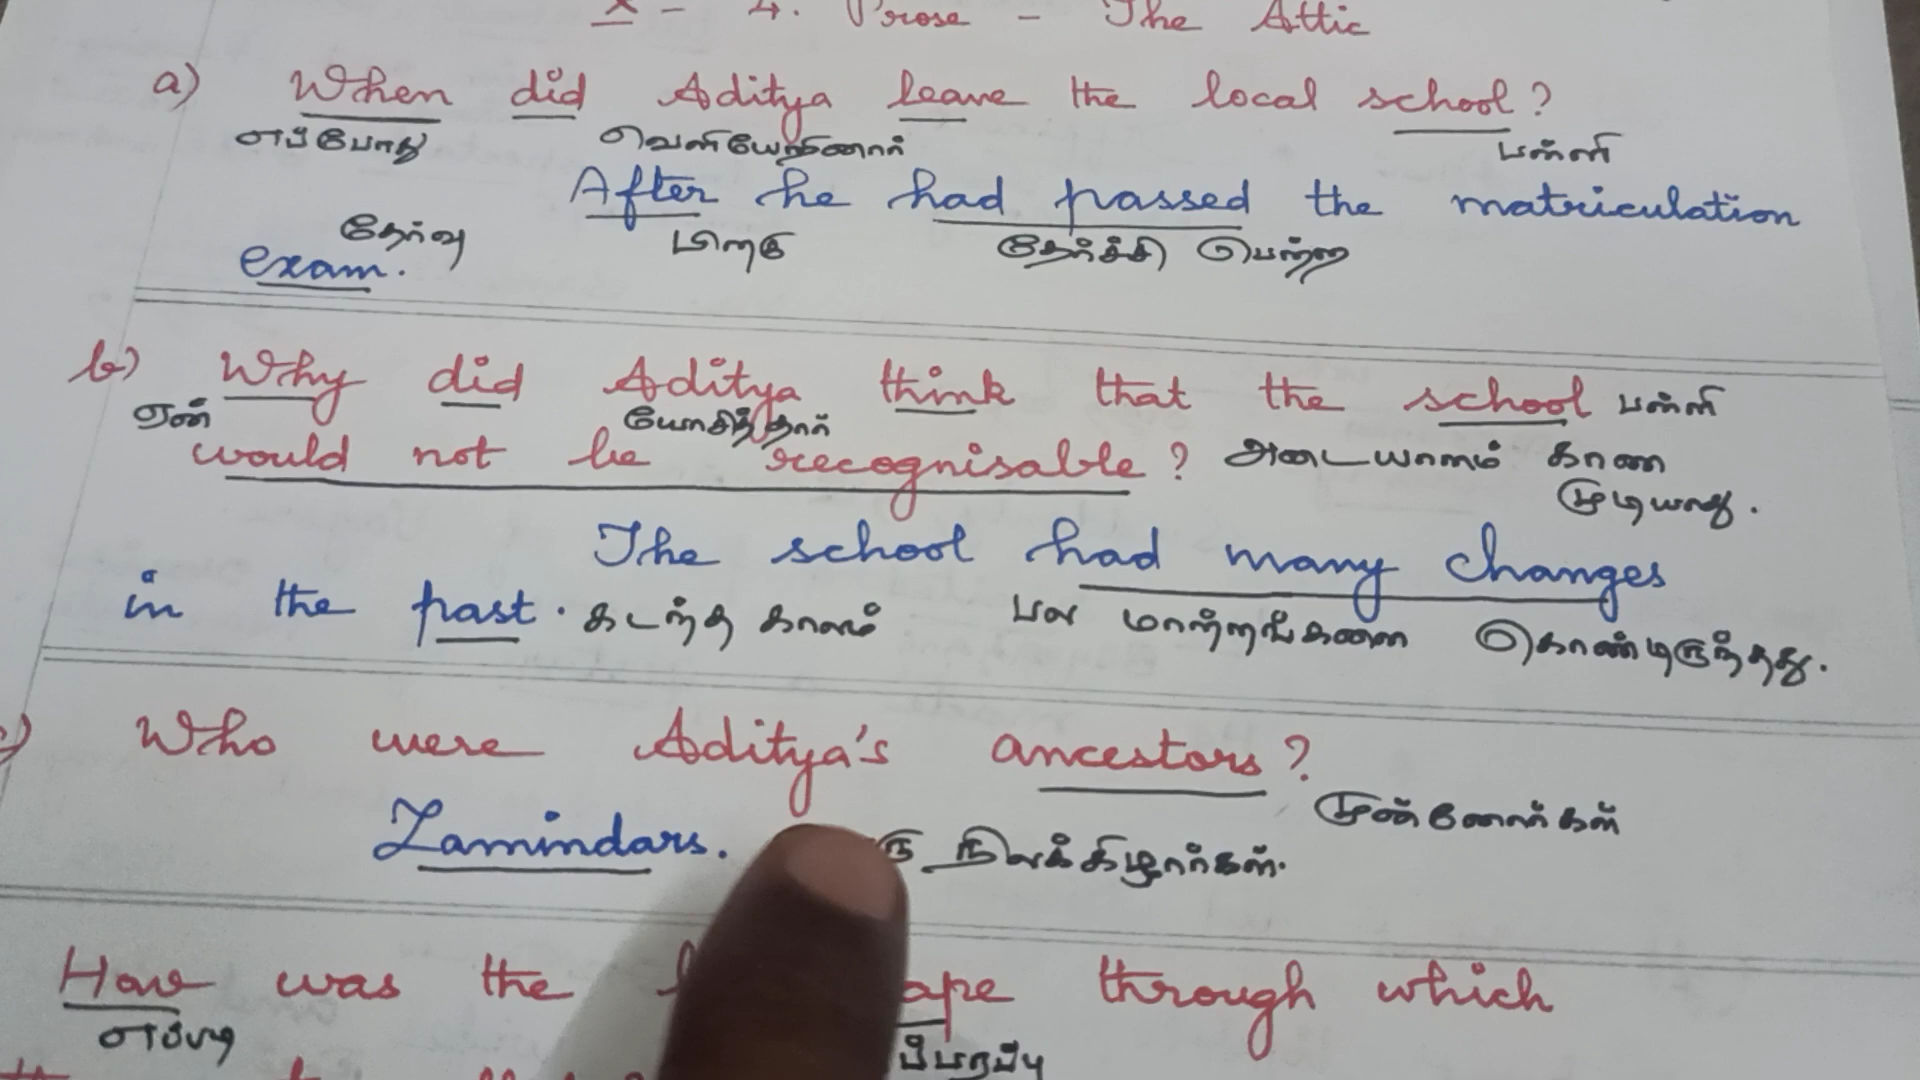 X - 4. Prose - The Attic
a) When did Aditya leave the local school?
எப்போது வெளியேறினார் பள்ளி
After he had passed the matriculation
தேர்வு பிறகு தேர்ச்சி பெற்ற
exam.
b) Why did Aditya think that the school பள்ளி
ஏன் யோசித்தார்
would not be recognisable? அடையாளம் காண
முடியாது.
The school had many changes
in the past. கடந்த காலம் பல மாற்றங்களை கொண்டிருந்தது.
Who were Aditya's ancestors?
முன்னோர்கள்
Zamindars. நிலக்கிழார்கள்.
How was the through which
எப்படி